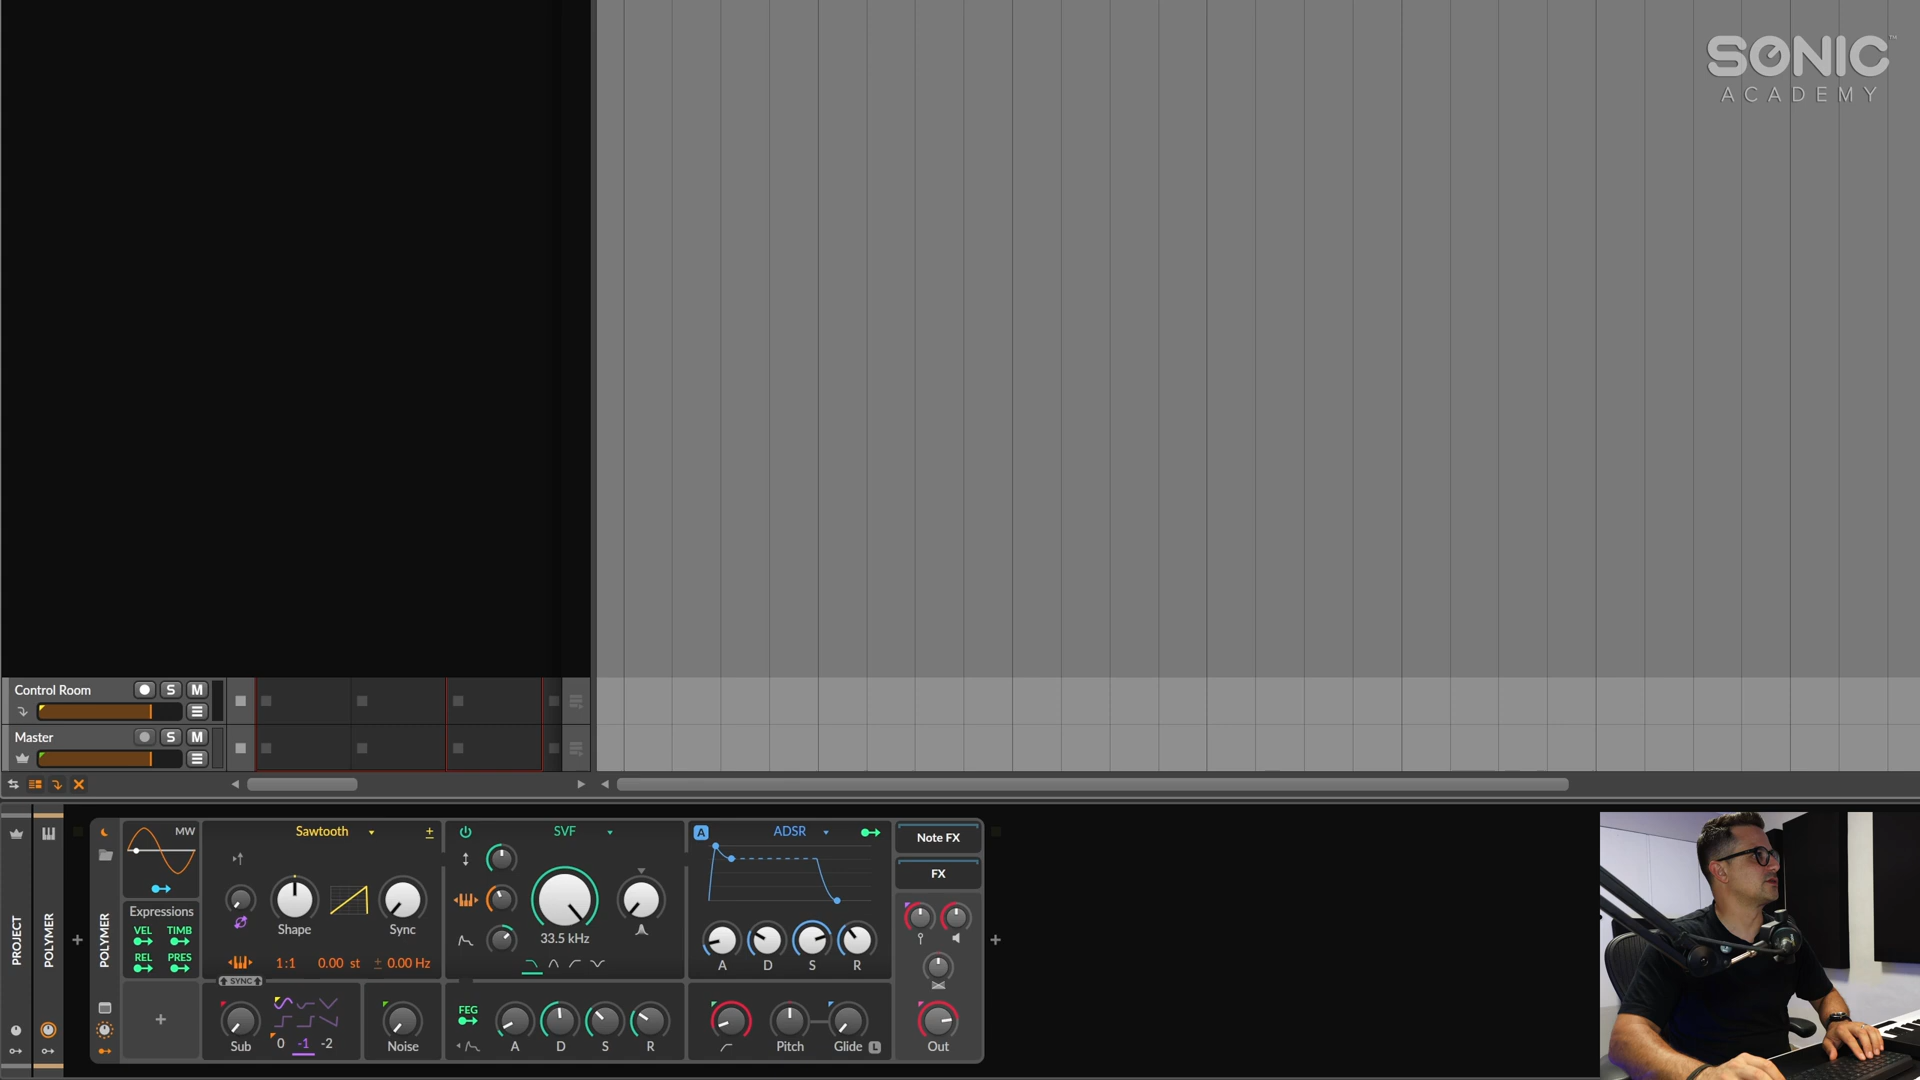 SONIC
ACADEMY
TM
Control Room
S
M
Master
S
M
PROJECT
POLYMER
POLYMER
MW
Expressions
VEL
TIMB
REL
PRES
Sawtooth
Shape
Sync
1:1
0.00 st
± 0.00 Hz
SYNC
Sub
0
-1
-2
Noise
SVF
33.5 kHz
FEG
A
D
S
R
A
ADSR
A
D
S
R
Pitch
Glide
L
Note FX
FX
Out